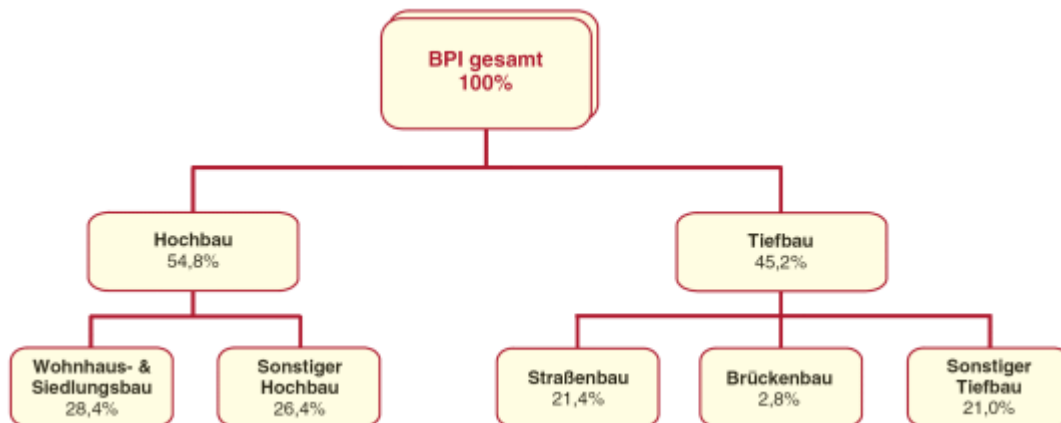 BPI gesamt
100%
Hochbau
54,8%
Tiefbau
45,2%
Wohnhaus- &
Siedlungsbau
28,4%
Sonstiger
Hochbau
26,4%
Straßenbau
21,4%
Brückenbau
2,8%
Sonstiger
Tiefbau
21,0%